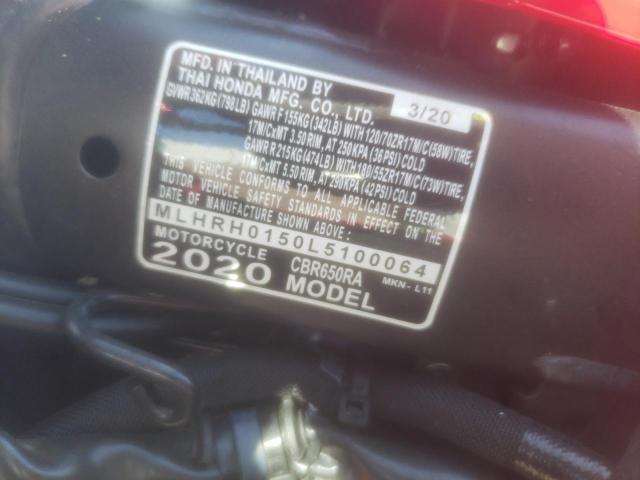 MFD. IN THAILAND BY
THAI HONDA MFG. CO., LTD. 3/20
GVWR 362KG(798LB) GAWR F 155KG (342LB) WITH 120/70ZR17M/C(58W)TIRE,
17M/CxMT 3.50 RIM, AT 250KPA (36PSI) COLD
GAWR R 215KG(474LB) WITH 180/55ZR17M/C(73W)TIRE,
17M/CxMT 5.50 RIM, AT 290KPA (42PSI) COLD
THIS VEHICLE CONFORMS TO ALL APPLICABLE FEDERAL
MOTOR VEHICLE SAFETY STANDARDS IN EFFECT ON THE
DATE OF MANUFACTURE SHOWN ABOVE.
MLHRH0150L5100064
MOTORCYCLE CBR650RA MKN-L11
2020 MODEL